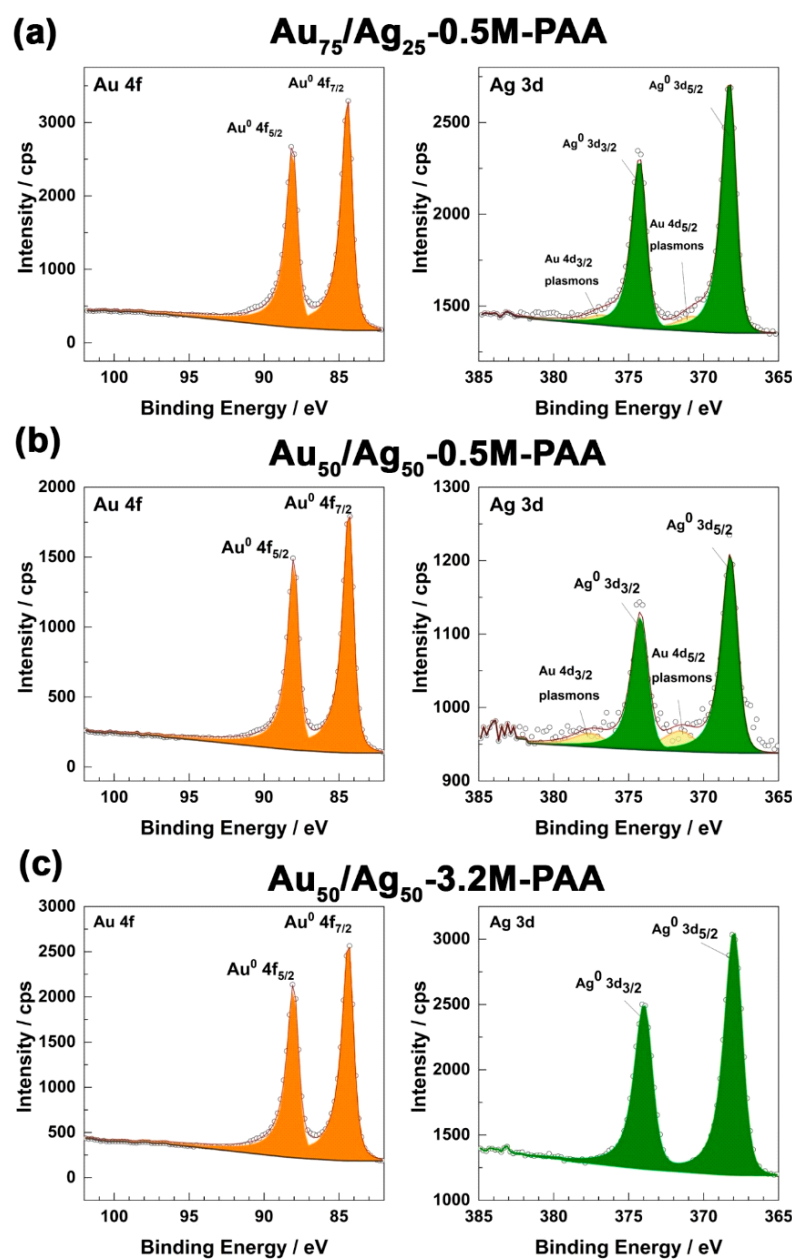 (a)
Au75/Ag25-0.5M-PAA
Au 4f
Au0 4f7/2
Au0 4f5/2
Intensity / cps
3000
2000
1000
0
100
95
90
85
Binding Energy / eV
Ag 3d
Ag0 3d5/2
Ag0 3d3/2
Au 4d5/2
plasmons
Au 4d3/2
plasmons
Intensity / cps
2500
2000
1500
385
380
375
370
365
Binding Energy / eV
(b)
Au50/Ag50-0.5M-PAA
Au 4f
Au0 4f7/2
Au0 4f5/2
Intensity / cps
2000
1500
1000
500
0
100
95
90
85
Binding Energy / eV
Ag 3d
Ag0 3d5/2
Ag0 3d3/2
Au 4d5/2
plasmons
Au 4d3/2
plasmons
Intensity / cps
1300
1200
1100
1000
900
385
380
375
370
365
Binding Energy / eV
(c)
Au50/Ag50-3.2M-PAA
Au 4f
Au0 4f7/2
Au0 4f5/2
Intensity / cps
3000
2500
2000
1500
1000
500
0
100
95
90
85
Binding Energy / eV
Ag 3d
Ag0 3d5/2
Ag0 3d3/2
Intensity / cps
3000
2500
2000
1500
1000
385
380
375
370
365
Binding Energy / eV